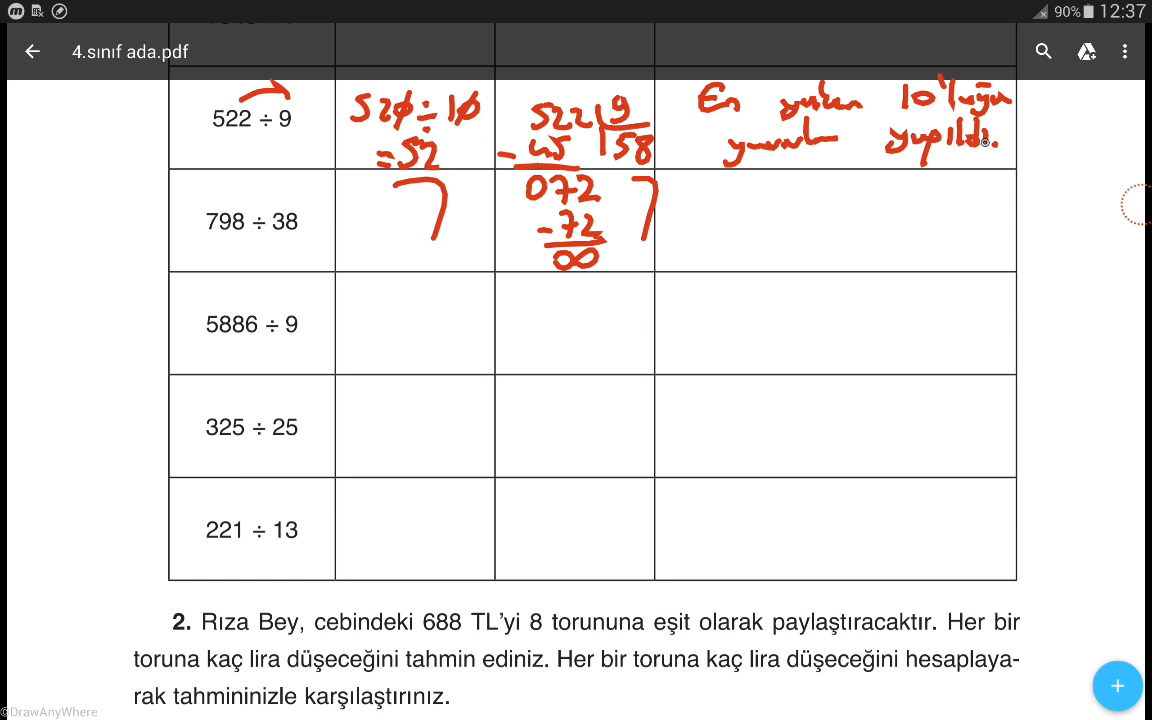 90% 12:37
4.sınıf ada.pdf
522 ÷ 9
520 ÷ 10
= 52
522 9
- 45 58
072
- 72
00
En yakın 10'luğa
yuvarlama yapıldı.
798 ÷ 38
5886 ÷ 9
325 ÷ 25
221 ÷ 13
2. Rıza Bey, cebindeki 688 TL'yi 8 torununa eşit olarak paylaştıracaktır. Her bir
toruna kaç lira düşeceğini tahmin ediniz. Her bir toruna kaç lira düşeceğini hesaplaya-
rak tahmininizle karşılaştırınız.
©DrawAnyWhere